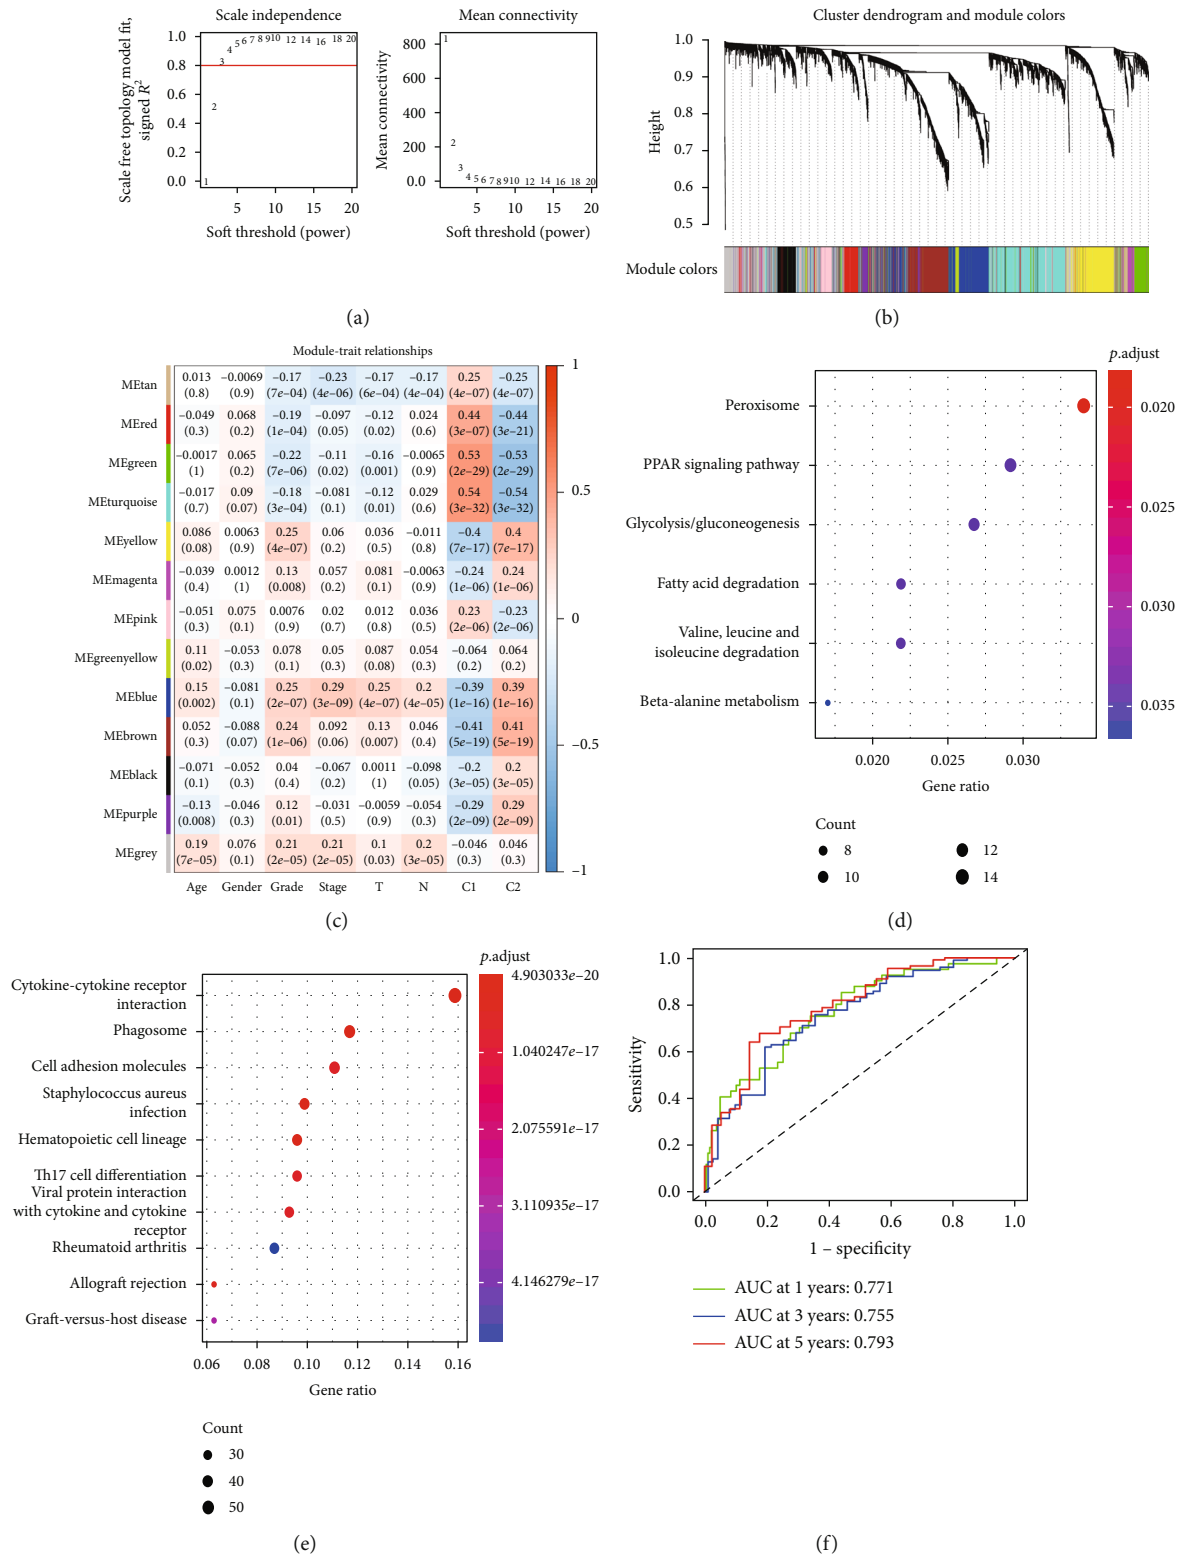 Scale independence
Scale free topology model fit,
signed R²
1.0
0.8
0.6
0.4
0.2
0.0
1
2
3
4 5 6 7 8 9 10 12 14 16 18 20
5 10 15 20
Soft threshold (power)
Mean connectivity
Mean connectivity
800
600
400
200
0
1
2
3
4 5 6 7 8 9 10 12 14 16 18 20
5 10 15 20
Soft threshold (power)
(a)
Cluster dendrogram and module colors
Height
1.0
0.9
0.8
0.7
0.6
0.5
Module colors
(b)
Module-trait relationships
MEtan 0.013 −0.0069 −0.17 −0.23 −0.17 −0.17 0.25 −0.25
(0.8) (0.9) (7e−04) (4e−06) (6e−04) (4e−04) (4e−07) (4e−07)
MEred −0.049 0.068 −0.19 −0.097 −0.12 0.024 0.44 −0.44
(0.3) (0.2) (1e−04) (0.05) (0.02) (0.6) (3e−07) (3e−21)
MEgreen −0.0017 0.065 −0.22 −0.11 −0.16 −0.0065 0.53 −0.53
(1) (0.2) (7e−06) (0.02) (0.001) (0.9) (2e−29) (2e−29)
MEturquoise −0.017 0.09 −0.18 −0.081 −0.12 0.029 0.54 −0.54
(0.7) (0.07) (3e−04) (0.1) (0.01) (0.6) (3e−32) (3e−32)
MEyellow 0.086 0.0063 0.25 0.06 0.036 −0.011 −0.4 0.4
(0.08) (0.9) (4e−07) (0.2) (0.5) (0.8) (7e−17) (7e−17)
MEmagenta −0.039 0.0012 0.13 0.057 0.081 −0.0063 −0.24 0.24
(0.4) (1) (0.008) (0.2) (0.1) (0.9) (1e−06) (1e−06)
MEpink −0.051 0.075 0.0076 0.02 0.012 0.036 0.23 −0.23
(0.3) (0.1) (0.9) (0.7) (0.8) (0.5) (2e−06) (2e−06)
MEgreenyellow 0.11 −0.053 0.078 0.05 0.087 0.054 −0.064 0.064
(0.02) (0.3) (0.1) (0.3) (0.08) (0.3) (0.2) (0.2)
MEblue 0.15 −0.081 0.25 0.29 0.25 0.2 −0.39 0.39
(0.002) (0.1) (2e−07) (3e−09) (4e−07) (4e−05) (1e−16) (1e−16)
MEbrown 0.052 −0.088 0.24 0.092 0.13 0.046 −0.41 0.41
(0.3) (0.07) (1e−06) (0.06) (0.007) (0.4) (5e−19) (5e−19)
MEblack −0.071 −0.052 0.04 −0.067 0.0011 −0.098 −0.2 0.2
(0.1) (0.3) (0.4) (0.2) (1) (0.05) (3e−05) (3e−05)
MEpurple −0.13 −0.046 0.12 −0.031 −0.0059 −0.054 −0.29 0.29
(0.008) (0.3) (0.01) (0.5) (0.9) (0.3) (2e−09) (2e−09)
MEgrey 0.19 0.076 0.21 0.21 0.1 0.2 −0.046 0.046
(7e−05) (0.1) (2e−05) (2e−05) (0.03) (3e−05) (0.3) (0.3)
Age Gender Grade Stage T N C1 C2
1
0.5
0
−0.5
−1
(c)
p.adjust
Peroxisome
PPAR signaling pathway
Glycolysis/gluconeogenesis
Fatty acid degradation
Valine, leucine and
isoleucine degradation
Beta-alanine metabolism
0.020 0.025 0.030
Gene ratio
0.020
0.025
0.030
0.035
Count
8 12
10 14
(d)
p.adjust
Cytokine-cytokine receptor
interaction
Phagosome
Cell adhesion molecules
Staphylococcus aureus
infection
Hematopoietic cell lineage
Th17 cell differentiation
Viral protein interaction
with cytokine and cytokine
receptor
Rheumatoid arthritis
Allograft rejection
Graft-versus-host disease
0.06 0.08 0.10 0.12 0.14 0.16
Gene ratio
4.903033e−20
1.040247e−17
2.075591e−17
3.110935e−17
4.146279e−17
Count
30
40
50
(e)
Sensitivity
1.0
0.8
0.6
0.4
0.2
0.0
0.0 0.2 0.4 0.6 0.8 1.0
1 − specificity
AUC at 1 years: 0.771
AUC at 3 years: 0.755
AUC at 5 years: 0.793
(f)